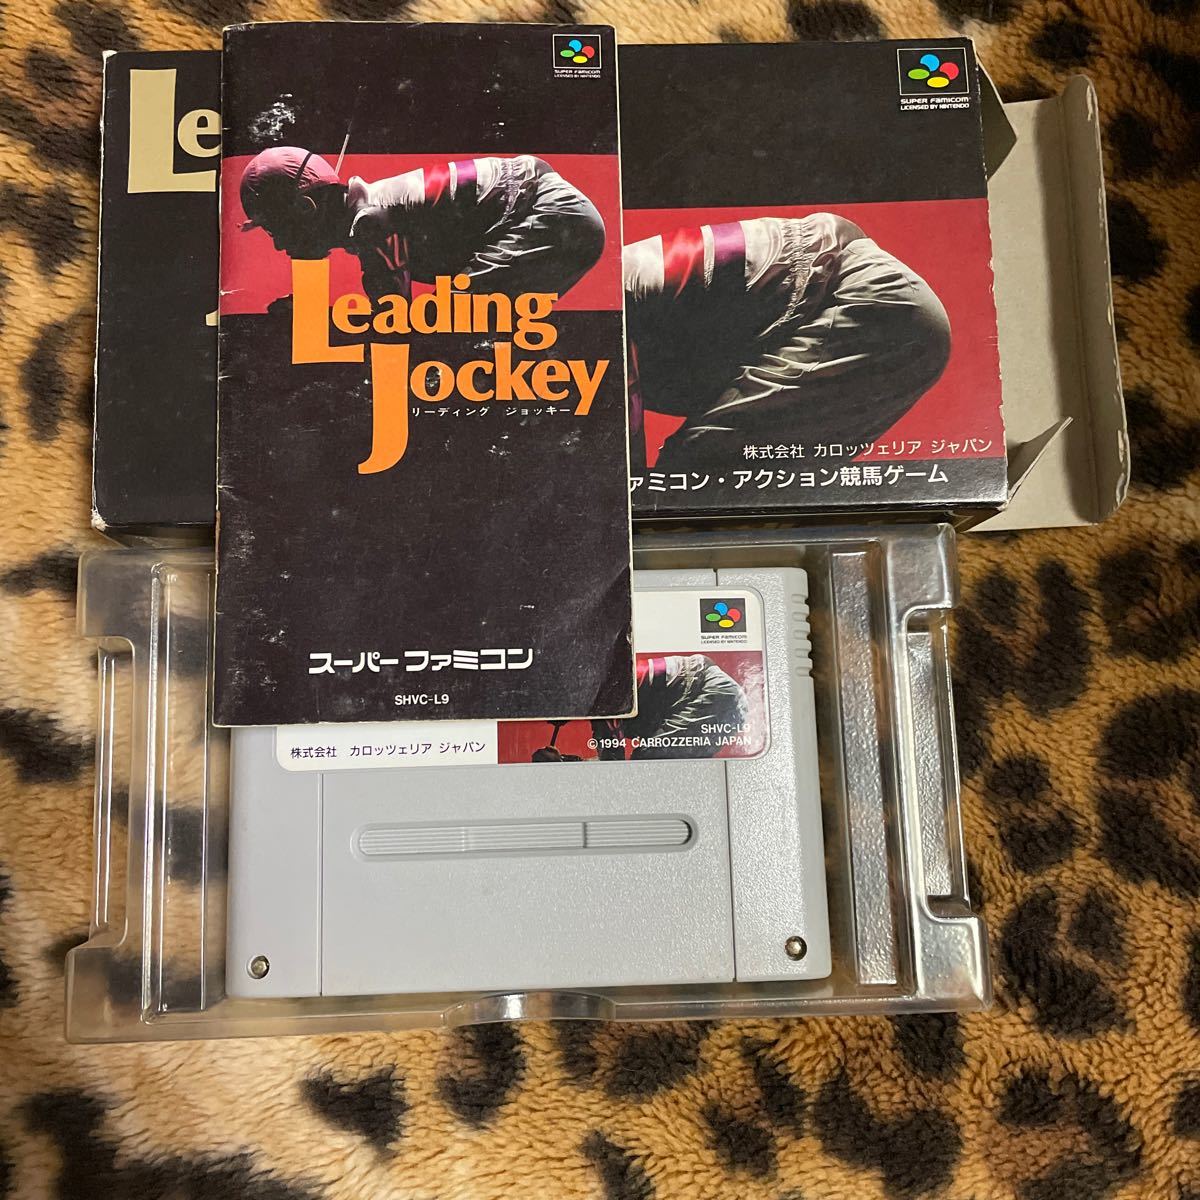 Le
SUPER FAMICOM
LICENSED BY NINTENDO
Leading
Jockey
リーディング ジョッキー
スーパーファミコン
SHVC-L9
SUPER FAMICOM
LICENSED BY NINTENDO
株式会社 カロッツェリア ジャパン
ァミコン・アクション競馬ゲーム
SUPER FAMICOM
LICENSED BY NINTENDO
SHVC-L9
©1994 CARROZZERIA JAPAN
株式会社 カロッツェリア ジャパン